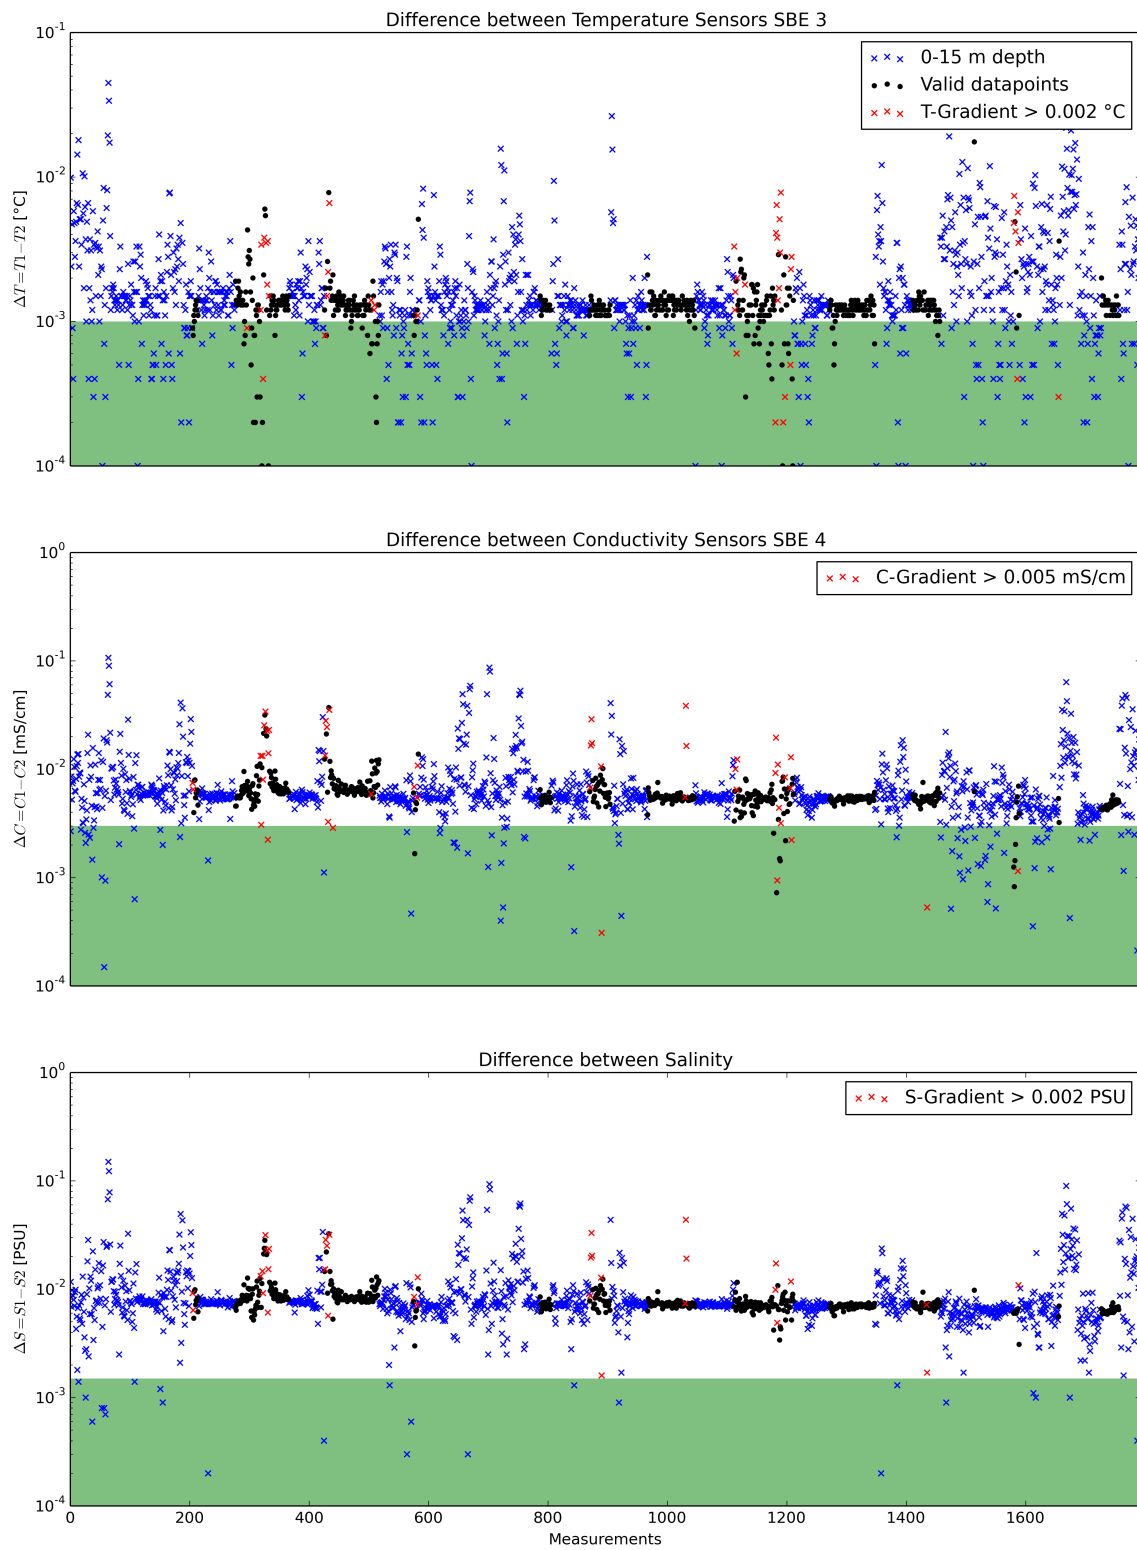 Difference between Temperature Sensors SBE 3
10^-1
10^-2
10^-3
10^-4
ΔT=T1−T2 [°C]
0-15 m depth
Valid datapoints
T-Gradient > 0.002 °C
Difference between Conductivity Sensors SBE 4
10^0
10^-1
10^-2
10^-3
10^-4
ΔC=C1−C2 [mS/cm]
C-Gradient > 0.005 mS/cm
Difference between Salinity
10^0
10^-1
10^-2
10^-3
10^-4
ΔS=S1−S2 [PSU]
S-Gradient > 0.002 PSU
0 200 400 600 800 1000 1200 1400 1600
Measurements